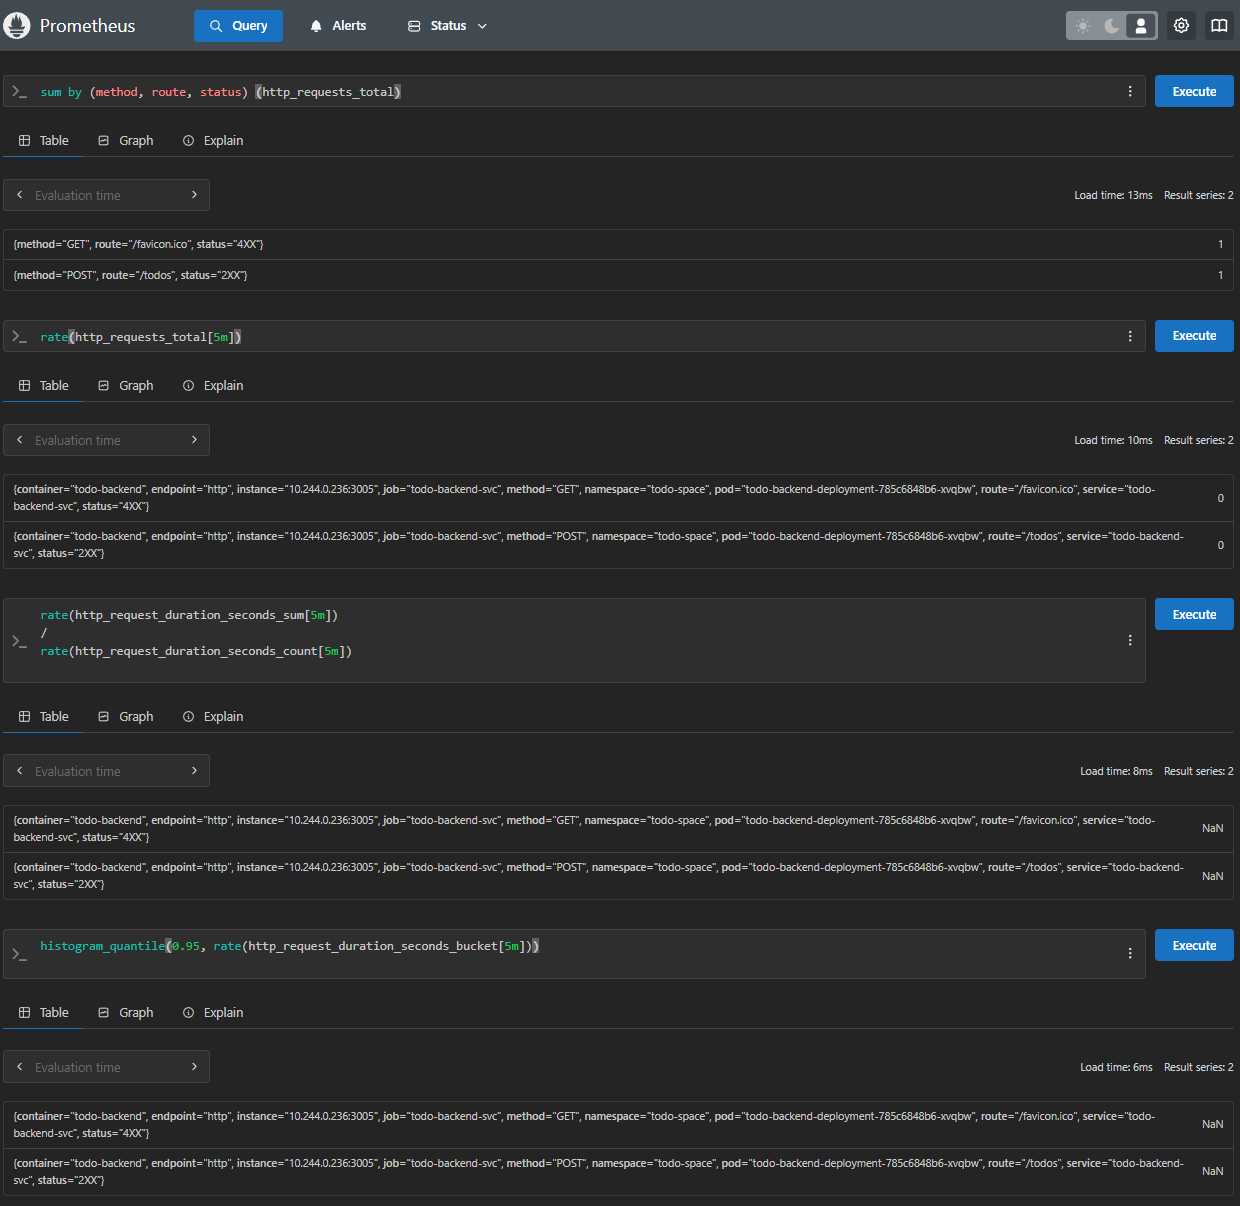 Prometheus Query Alerts Status
>_ sum by (method, route, status) (http_requests_total) Execute
Table Graph Explain
Evaluation time Load time: 13ms Result series: 2
{method="GET", route="/favicon.ico", status="4XX"} 1
{method="POST", route="/todos", status="2XX"} 1
>_ rate(http_requests_total[5m]) Execute
Table Graph Explain
Evaluation time Load time: 10ms Result series: 2
{container="todo-backend", endpoint="http", instance="10.244.0.236:3005", job="todo-backend-svc", method="GET", namespace="todo-space", pod="todo-backend-deployment-785c6848b6-xvqbw", route="/favicon.ico", service="todo-
backend-svc", status="4XX"} 0
{container="todo-backend", endpoint="http", instance="10.244.0.236:3005", job="todo-backend-svc", method="POST", namespace="todo-space", pod="todo-backend-deployment-785c6848b6-xvqbw", route="/todos", service="todo-backend-
svc", status="2XX"} 0
rate(http_request_duration_seconds_sum[5m]) Execute
/
>_ rate(http_request_duration_seconds_count[5m])
Table Graph Explain
Evaluation time Load time: 8ms Result series: 2
{container="todo-backend", endpoint="http", instance="10.244.0.236:3005", job="todo-backend-svc", method="GET", namespace="todo-space", pod="todo-backend-deployment-785c6848b6-xvqbw", route="/favicon.ico", service="todo-
backend-svc", status="4XX"} NaN
{container="todo-backend", endpoint="http", instance="10.244.0.236:3005", job="todo-backend-svc", method="POST", namespace="todo-space", pod="todo-backend-deployment-785c6848b6-xvqbw", route="/todos", service="todo-backend-
svc", status="2XX"} NaN
>_ histogram_quantile(0.95, rate(http_request_duration_seconds_bucket[5m])) Execute
Table Graph Explain
Evaluation time Load time: 6ms Result series: 2
{container="todo-backend", endpoint="http", instance="10.244.0.236:3005", job="todo-backend-svc", method="GET", namespace="todo-space", pod="todo-backend-deployment-785c6848b6-xvqbw", route="/favicon.ico", service="todo-
backend-svc", status="4XX"} NaN
{container="todo-backend", endpoint="http", instance="10.244.0.236:3005", job="todo-backend-svc", method="POST", namespace="todo-space", pod="todo-backend-deployment-785c6848b6-xvqbw", route="/todos", service="todo-backend-
svc", status="2XX"} NaN